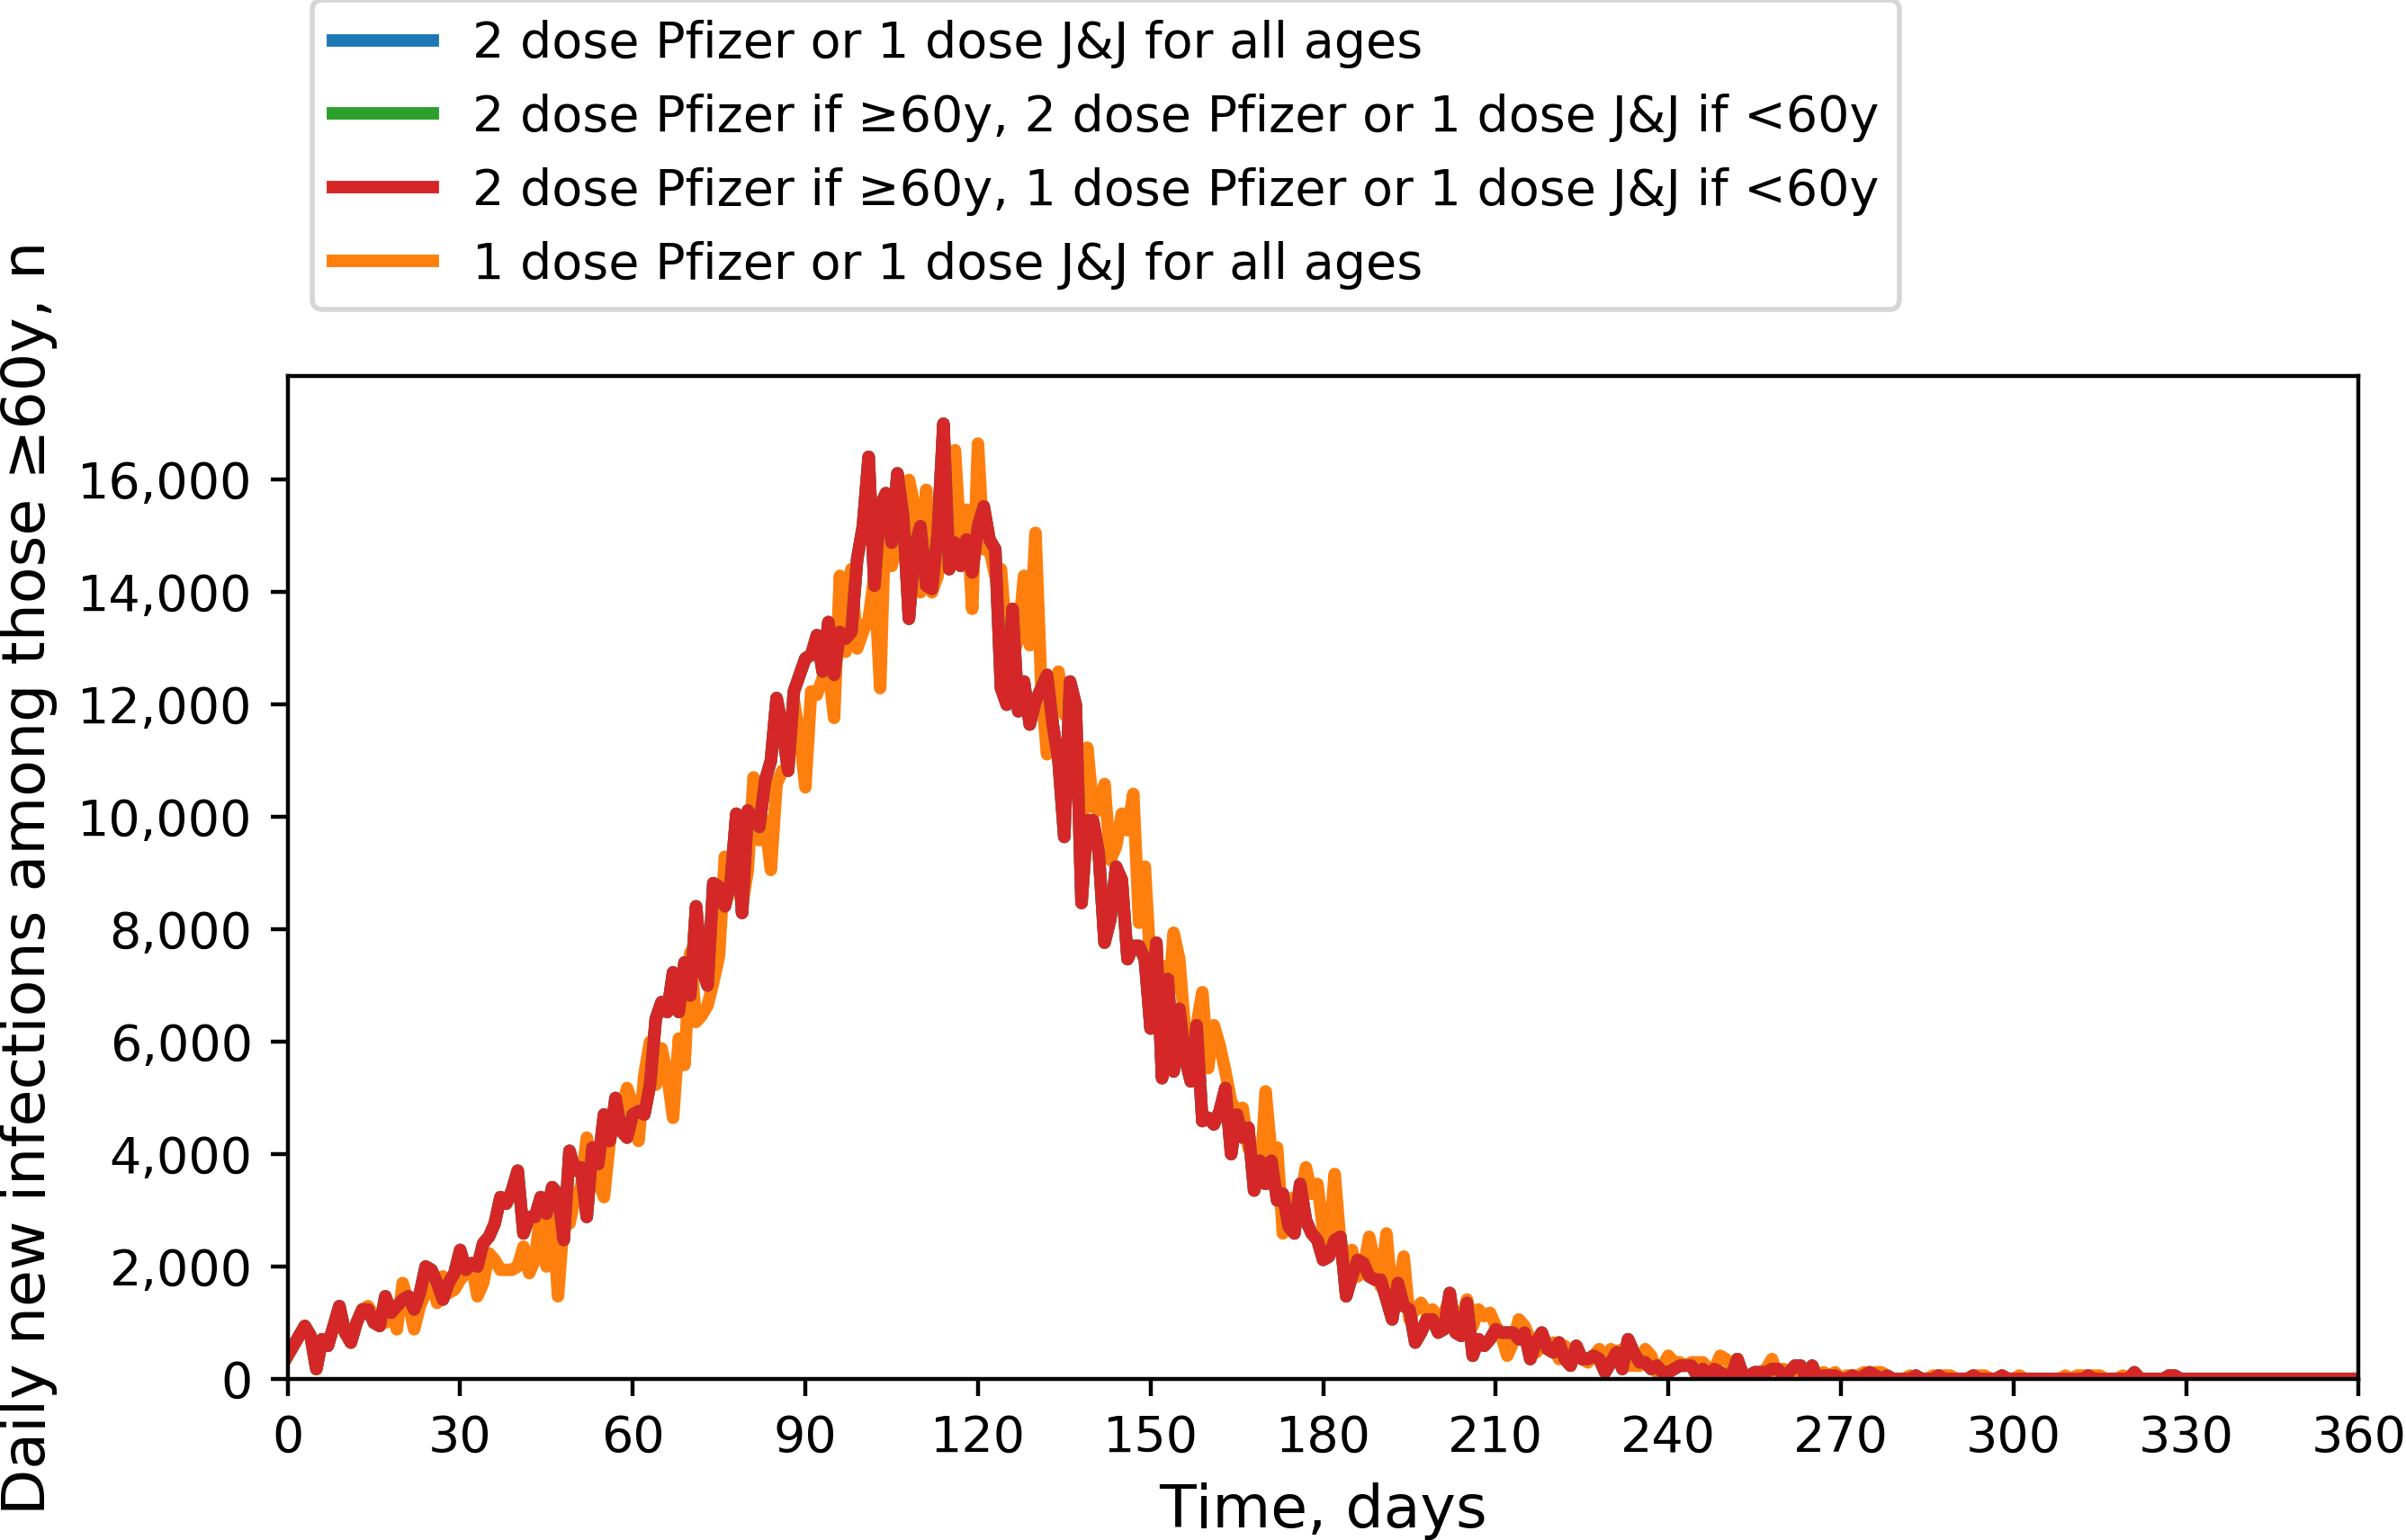 2 dose Pfizer or 1 dose J&J for all ages
2 dose Pfizer if ≥60y, 2 dose Pfizer or 1 dose J&J if <60y
2 dose Pfizer if ≥60y, 1 dose Pfizer or 1 dose J&J if <60y
1 dose Pfizer or 1 dose J&J for all ages
Daily new infections among those ≥60y, n
16,000
14,000
12,000
10,000
8,000
6,000
4,000
2,000
0
0 30 60 90 120 150 180 210 240 270 300 330 360
Time, days